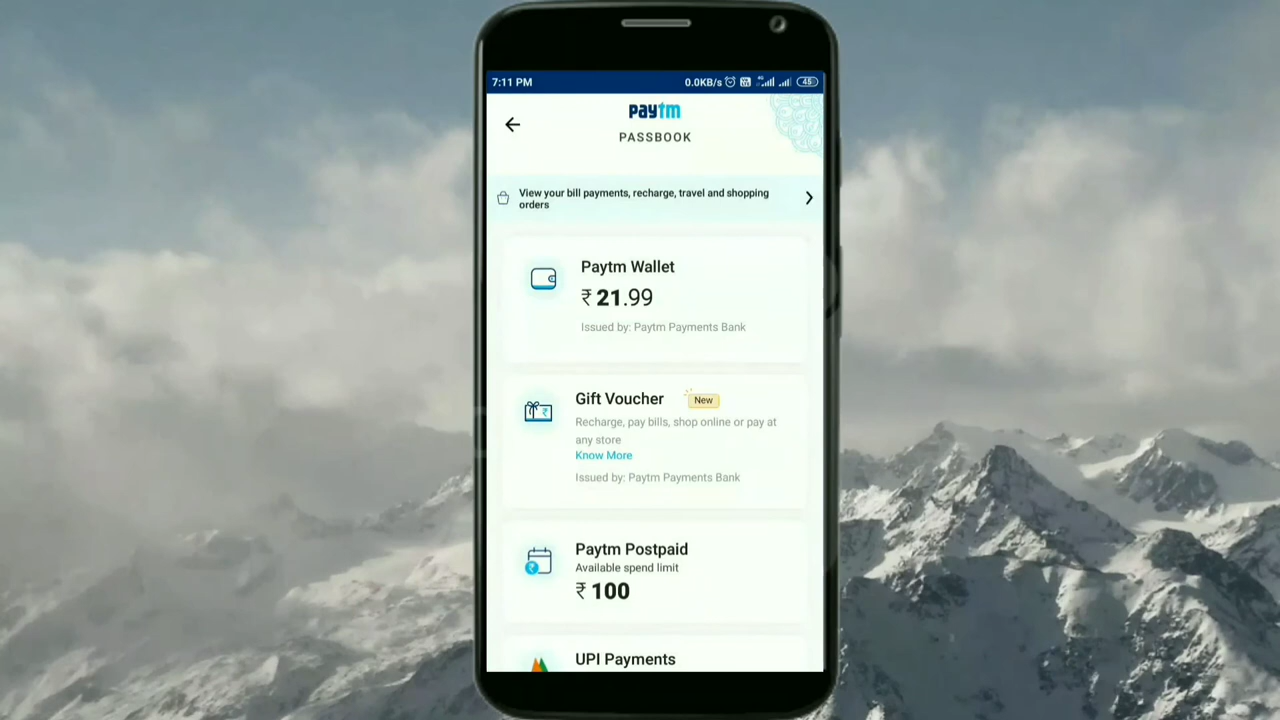 7:11 PM 0.0KB/s 4G 45
paytm
PASSBOOK
View your bill payments, recharge, travel and shopping
orders
Paytm Wallet
₹ 21.99
Issued by: Paytm Payments Bank
Gift Voucher New
Recharge, pay bills, shop online or pay at
any store
Know More
Issued by: Paytm Payments Bank
Paytm Postpaid
Available spend limit
₹ 100
UPI Payments